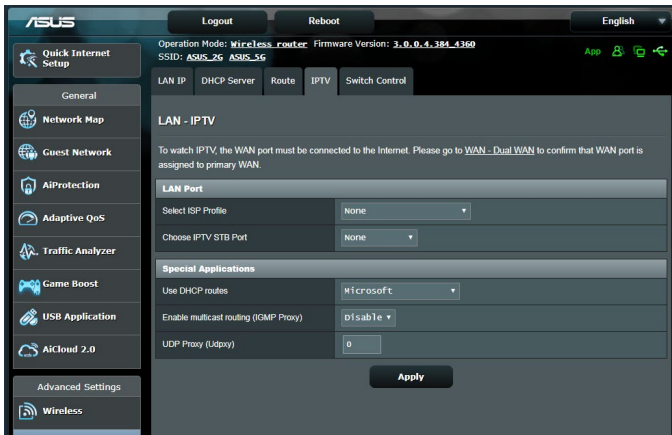 ASUS
Logout
Reboot
English
Quick Internet
Setup
Operation Mode: Wireless router Firmware Version: 3.0.0.4.384_4360
SSID: ASUS_2G ASUS_5G
App
LAN IP
DHCP Server
Route
IPTV
Switch Control
General
Network Map
Guest Network
AiProtection
Adaptive QoS
Traffic Analyzer
Game Boost
USB Application
AiCloud 2.0
Advanced Settings
Wireless
LAN - IPTV
To watch IPTV, the WAN port must be connected to the Internet. Please go to WAN - Dual WAN to confirm that WAN port is
assigned to primary WAN.
LAN Port
Select ISP Profile
None
Choose IPTV STB Port
None
Special Applications
Use DHCP routes
Microsoft
Enable multicast routing (IGMP Proxy)
Disable
UDP Proxy (Udpxy)
0
Apply